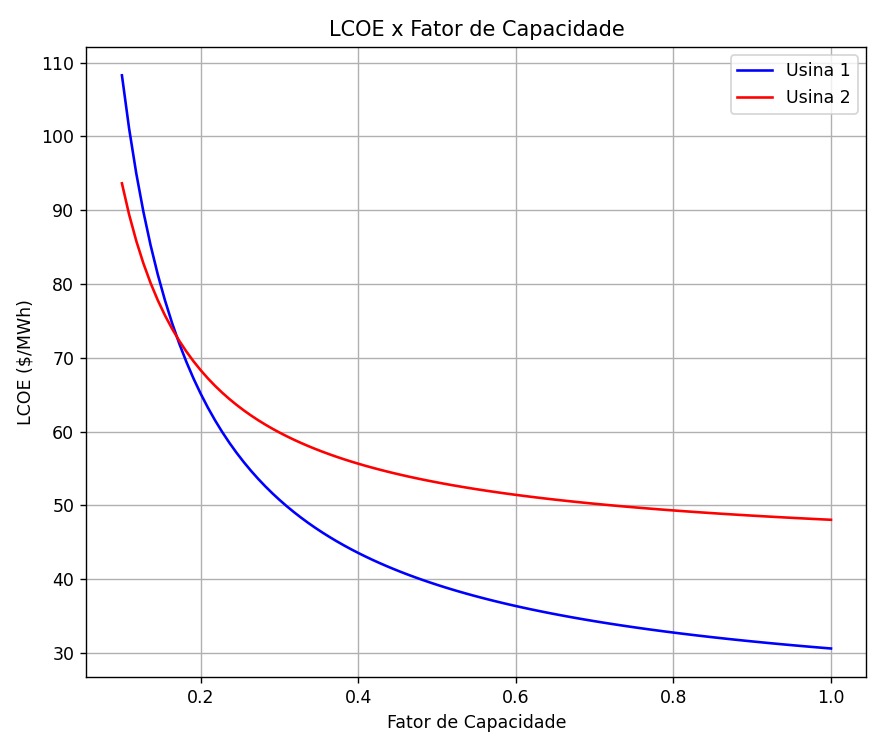 LCOE x Fator de Capacidade
Usina 1
Usina 2
LCOE ($/MWh)
110
100
90
80
70
60
50
40
30
0.2 0.4 0.6 0.8 1.0
Fator de Capacidade